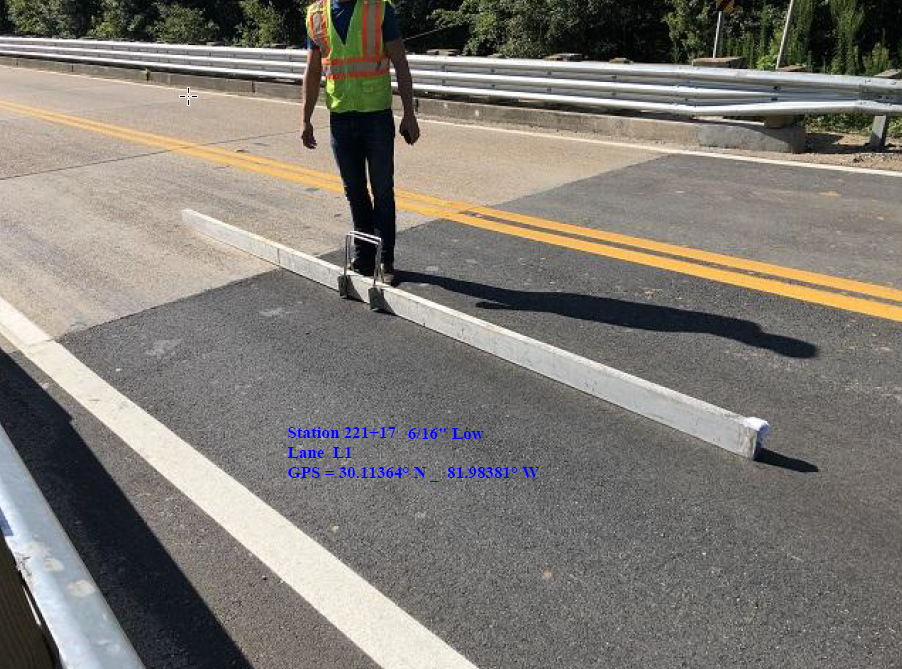 Station 221+17 6/16" Low
Lane L1
GPS = 30.11364° N _ 81.98381° W